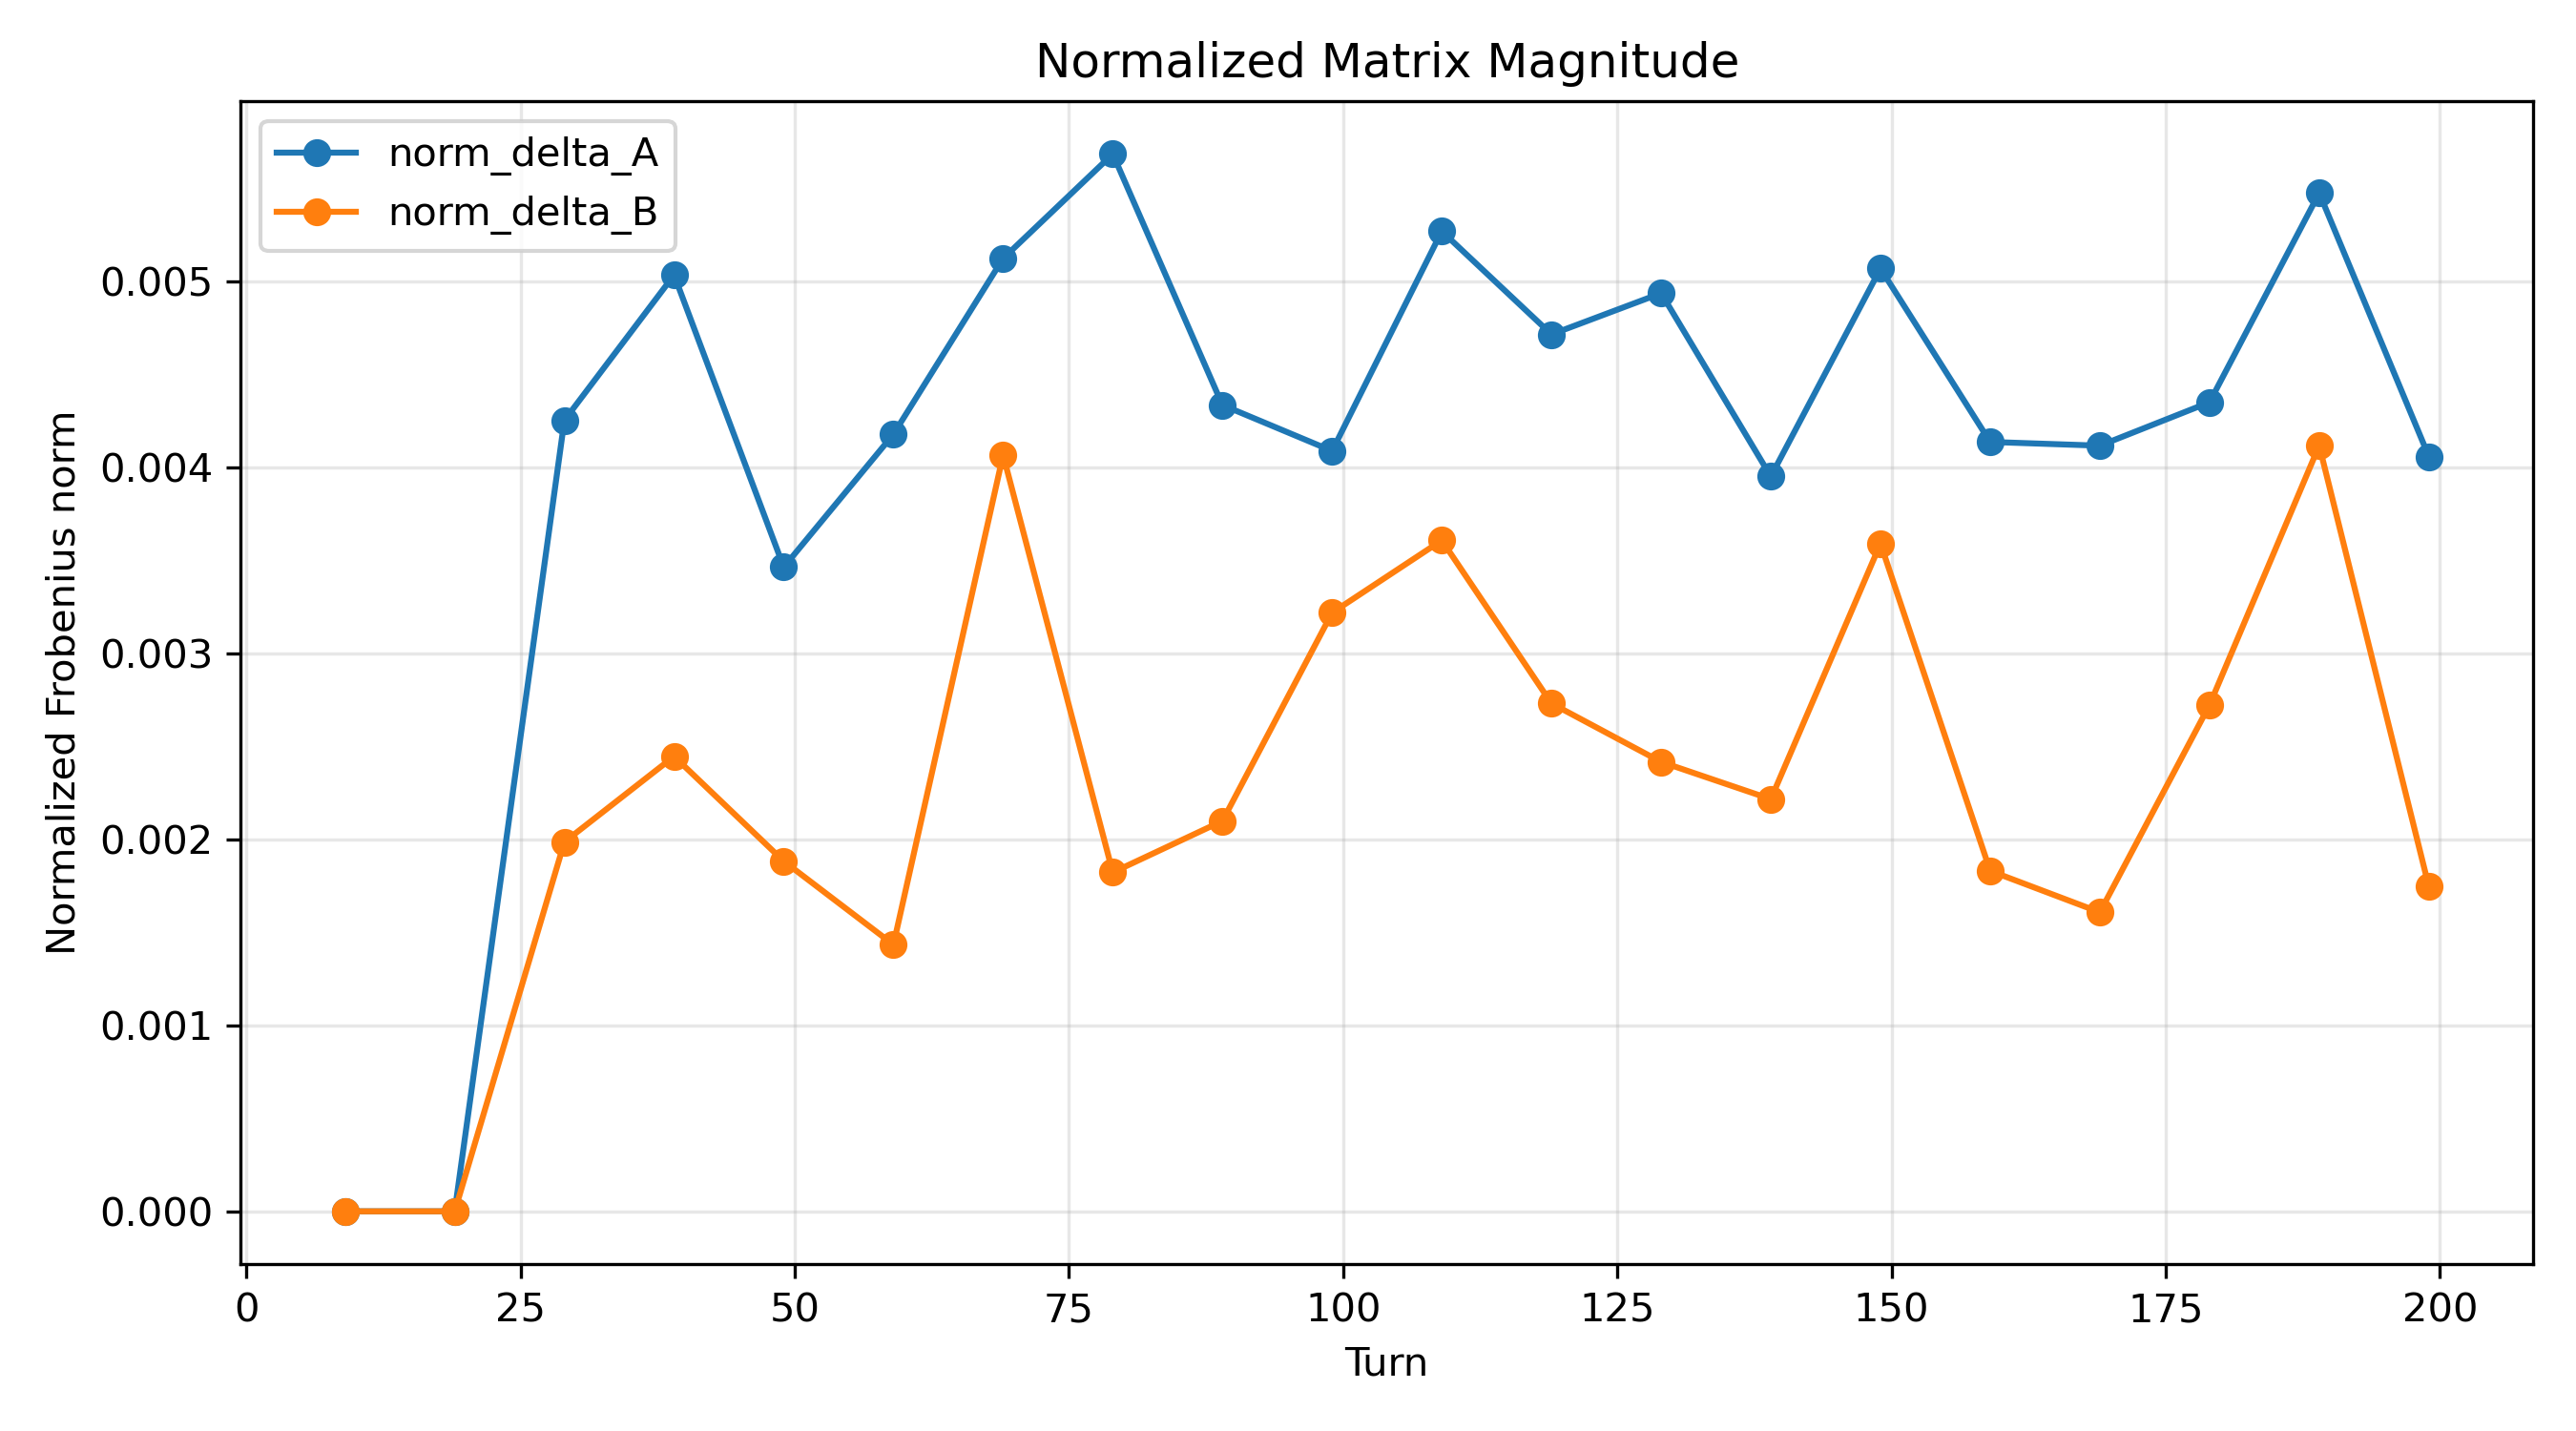 Normalized Matrix Magnitude
norm_delta_A
norm_delta_B
Normalized Frobenius norm
0.005
0.004
0.003
0.002
0.001
0.000
0 25 50 75 100 125 150 175 200
Turn